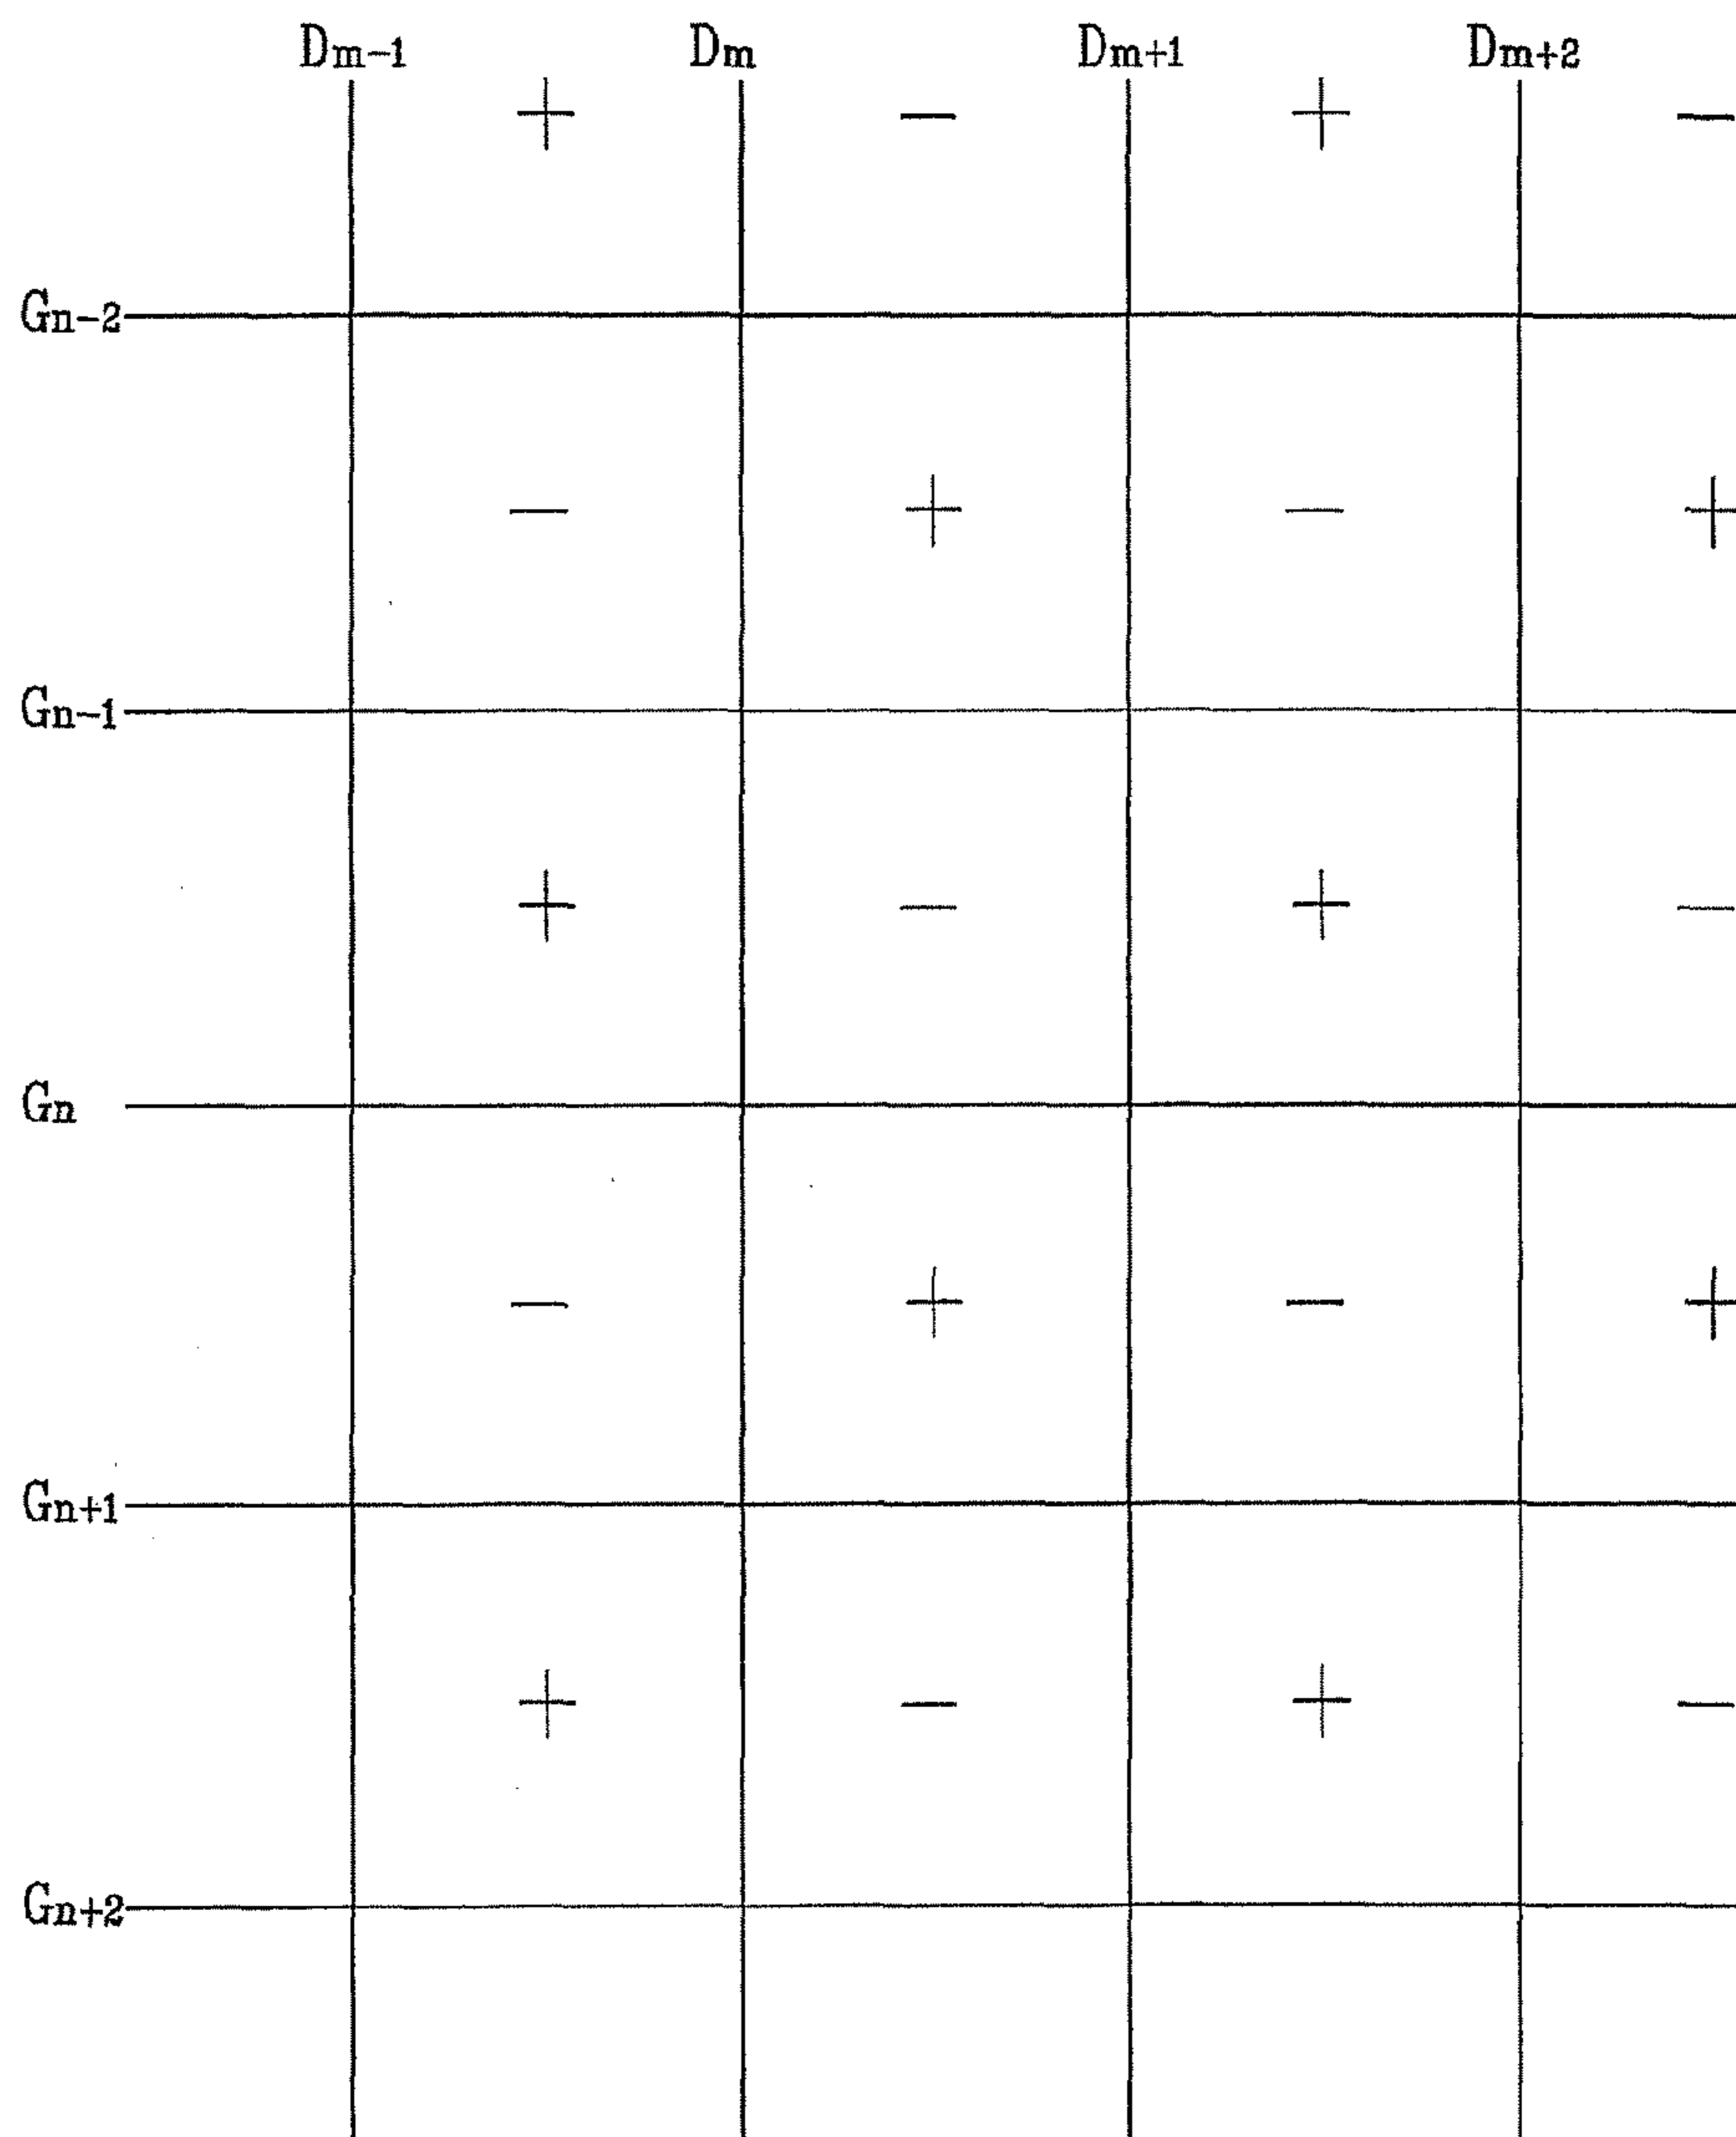 Dm-1 Dm Dm+1 Dm+2
+ − + −
Gn-2
− + − +
Gn-1
+ − + −
Gn
− + − +
Gn+1
+ − + −
Gn+2